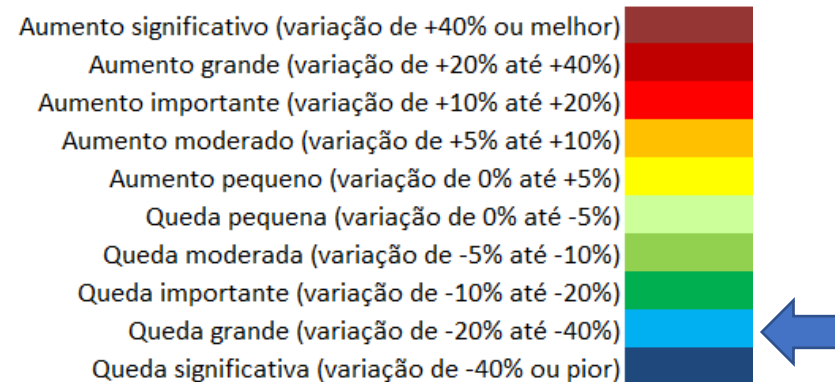 Aumento significativo (variação de +40% ou melhor)
Aumento grande (variação de +20% até +40%)
Aumento importante (variação de +10% até +20%)
Aumento moderado (variação de +5% até +10%)
Aumento pequeno (variação de 0% até +5%)
Queda pequena (variação de 0% até -5%)
Queda moderada (variação de -5% até -10%)
Queda importante (variação de -10% até -20%)
Queda grande (variação de -20% até -40%)
Queda significativa (variação de -40% ou pior)